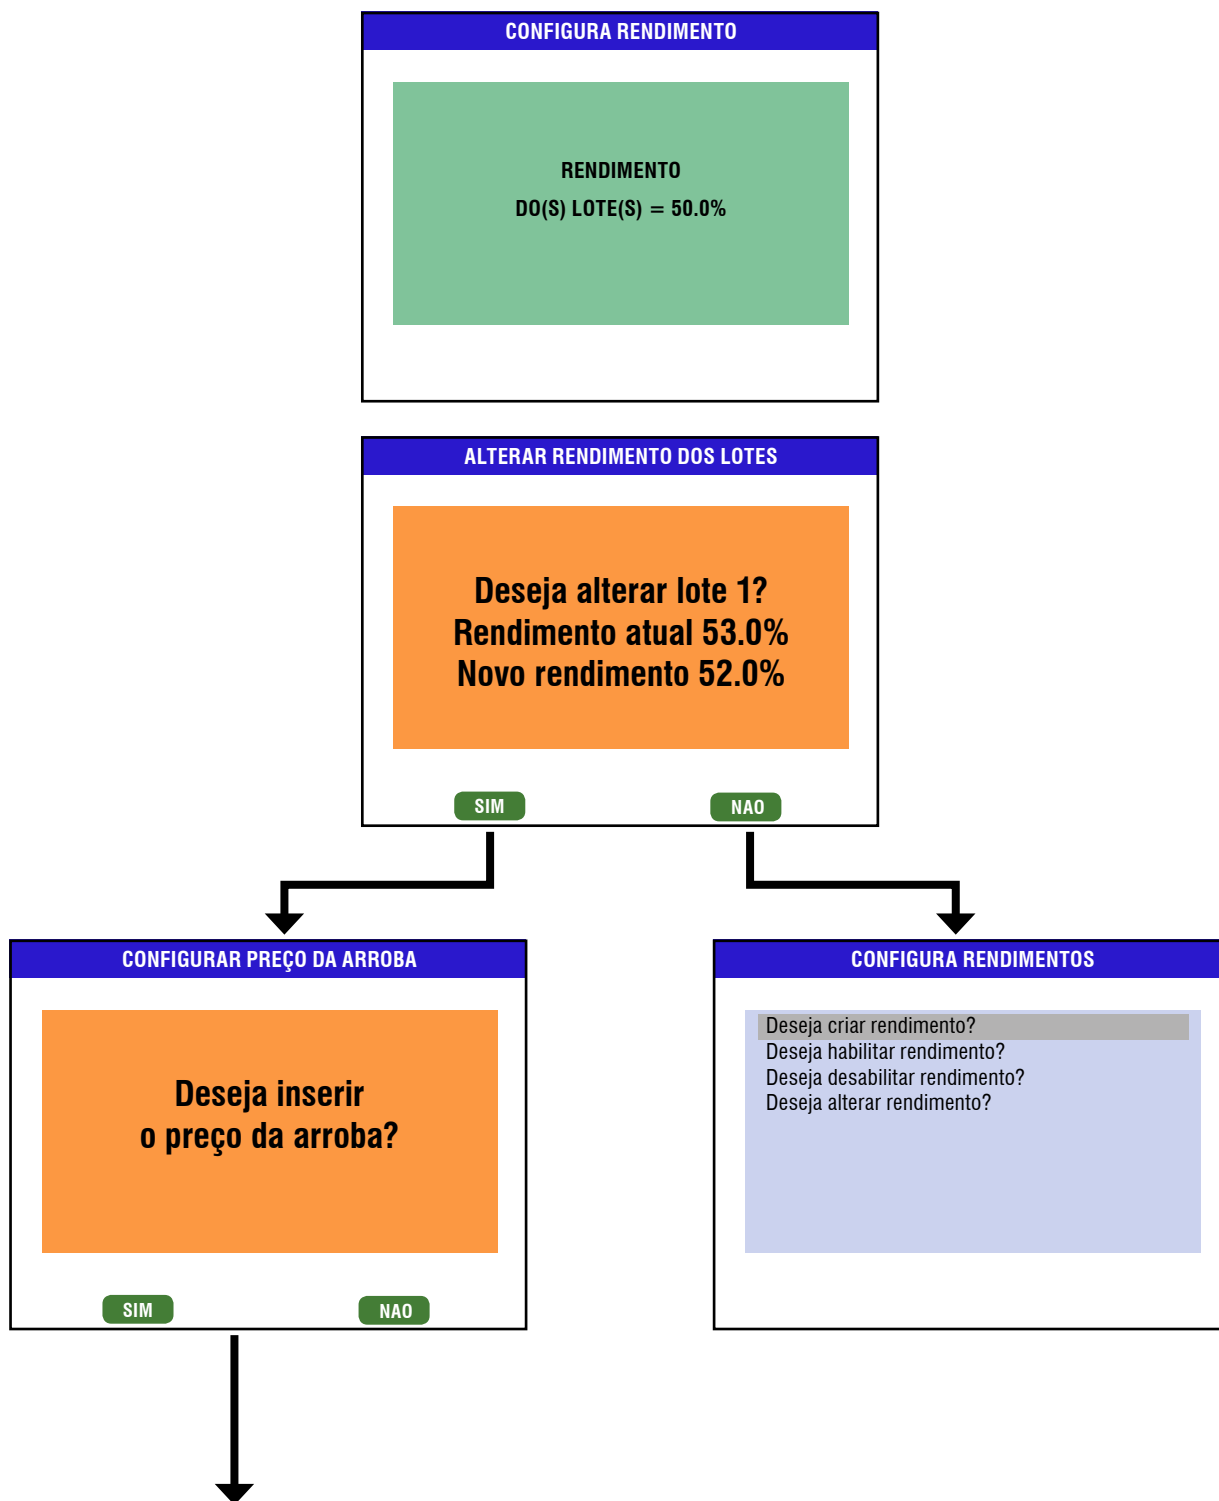 CONFIGURA RENDIMENTO
RENDIMENTO
DO(S) LOTE(S) = 50.0%
ALTERAR RENDIMENTO DOS LOTES
Deseja alterar lote 1?
Rendimento atual 53.0%
Novo rendimento 52.0%
SIM
NAO
CONFIGURAR PREÇO DA ARROBA
Deseja inserir
o preço da arroba?
SIM
NAO
CONFIGURA RENDIMENTOS
Deseja criar rendimento?
Deseja habilitar rendimento?
Deseja desabilitar rendimento?
Deseja alterar rendimento?